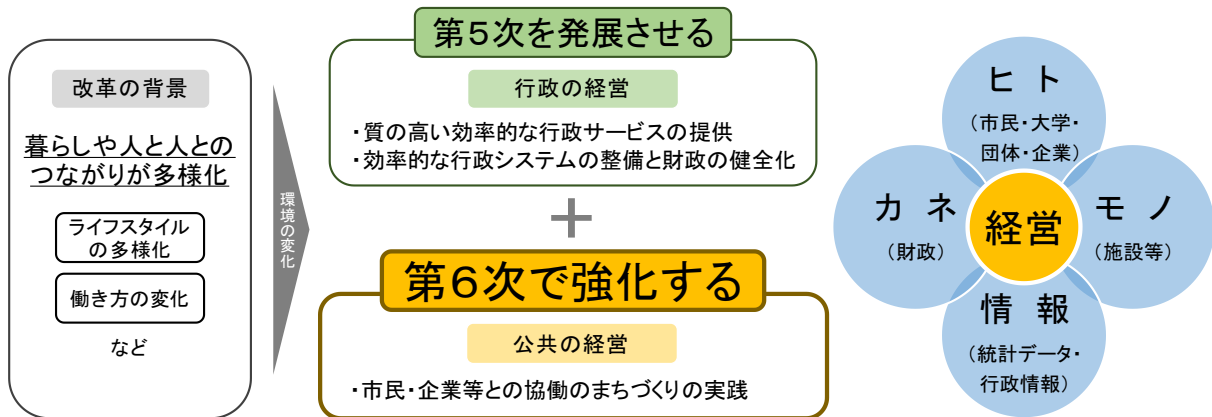 改革の背景
暮らしや人と人との
つながりが多様化
ライフスタイル
の多様化
働き方の変化
など
環境の変化
第5次を発展させる
行政の経営
・質の高い効率的な行政サービスの提供
・効率的な行政システムの整備と財政の健全化
＋
第6次で強化する
公共の経営
・市民・企業等との協働のまちづくりの実践
ヒト
（市民・大学・
団体・企業）
カネ
（財政）
経営
モノ
（施設等）
情報
（統計データ・
行政情報）